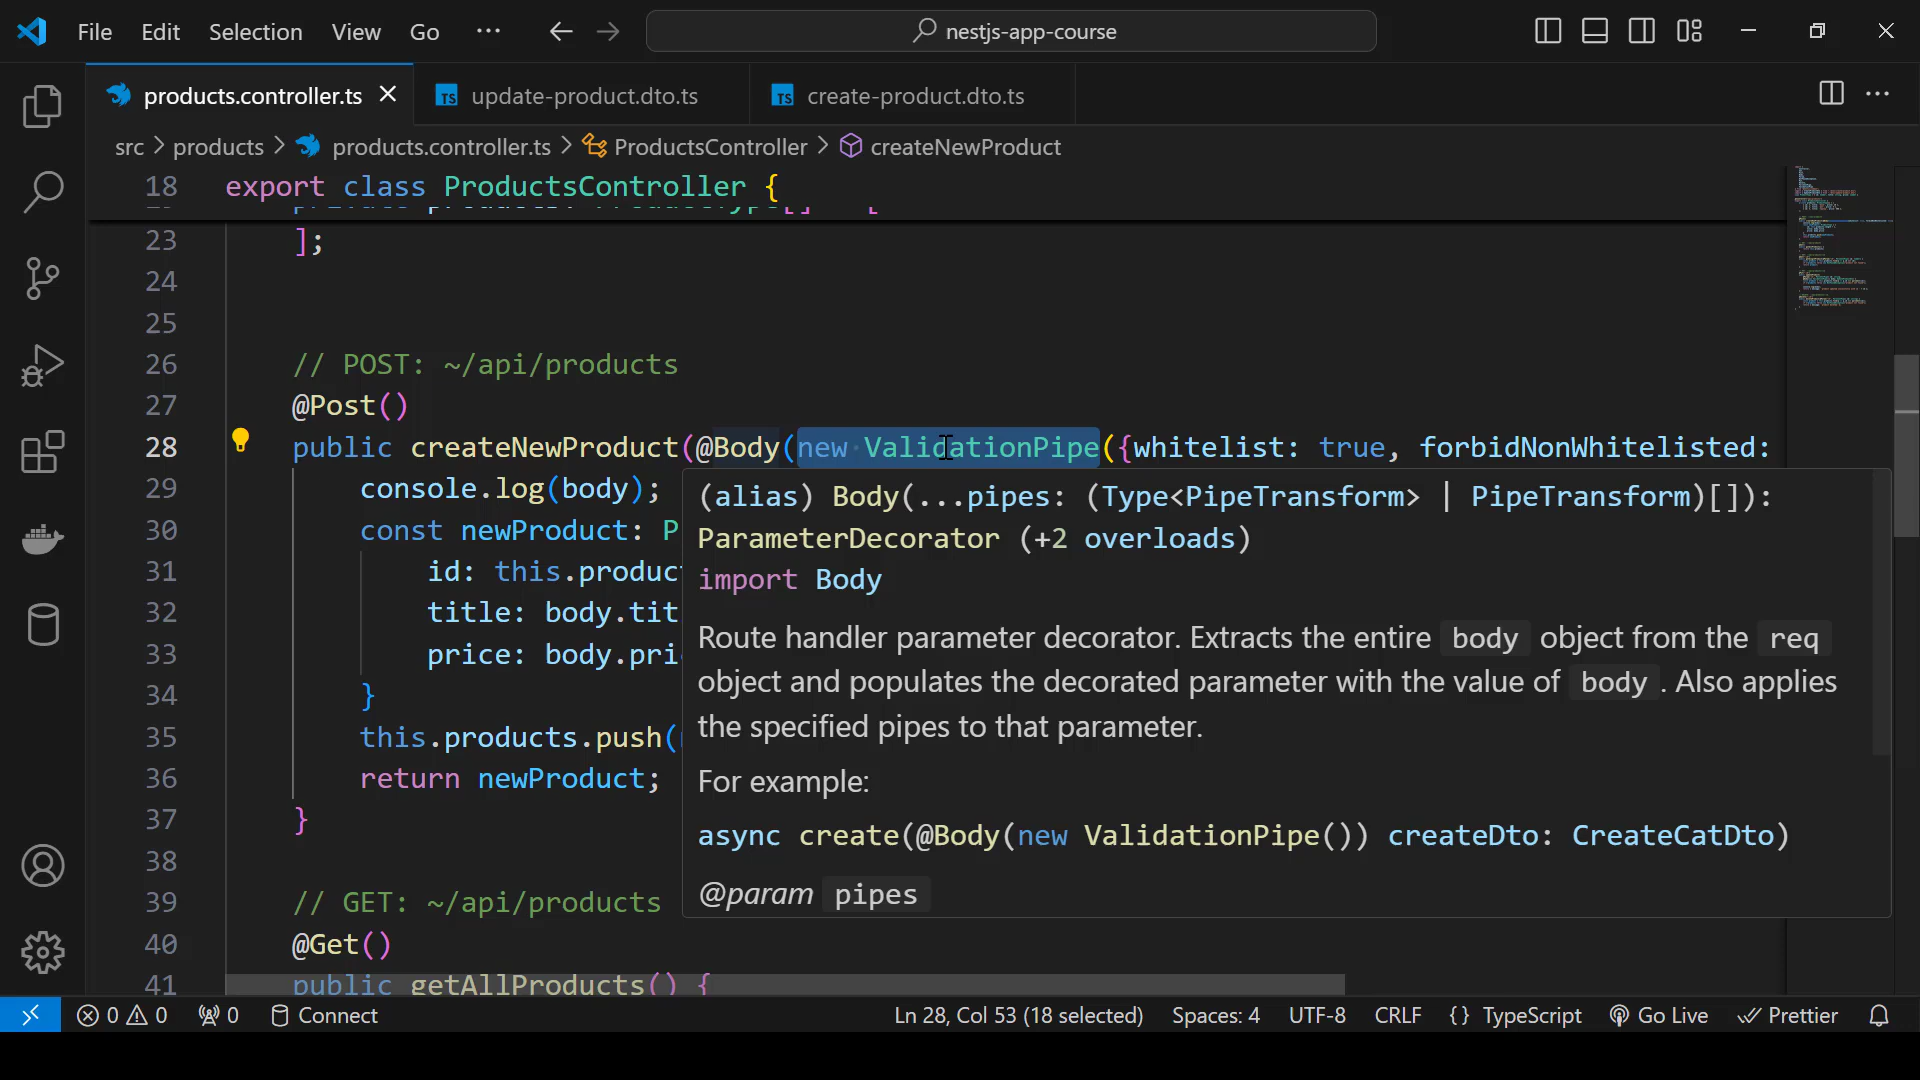 File Edit Selection View Go ··· nestjs-app-course
products.controller.ts TS update-product.dto.ts TS create-product.dto.ts
src > products > products.controller.ts > ProductsController > createNewProduct
18 export class ProductsController {
23 ];
24
25
26 // POST: ~/api/products
27 @Post()
28 public createNewProduct(@Body(new ValidationPipe({whitelist: true, forbidNonWhitelisted:
29 console.log(body);
30 const newProduct: P
31 id: this.produc
32 title: body.tit
33 price: body.pri
34 }
35 this.products.push(
36 return newProduct;
37 }
38
39 // GET: ~/api/products
40 @Get()
41 public getAllProducts() {
(alias) Body(...pipes: (Type<PipeTransform> | PipeTransform)[]):
ParameterDecorator (+2 overloads)
import Body
Route handler parameter decorator. Extracts the entire body object from the req
object and populates the decorated parameter with the value of body . Also applies
the specified pipes to that parameter.
For example:
async create(@Body(new ValidationPipe()) createDto: CreateCatDto)
@param pipes
0 0 0 Connect Ln 28, Col 53 (18 selected) Spaces: 4 UTF-8 CRLF {} TypeScript Go Live Prettier